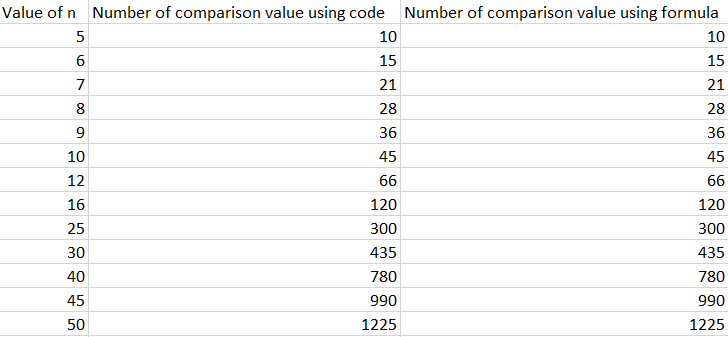 Value of n Number of comparison value using code Number of comparison value using formula
5 10 10
6 15 15
7 21 21
8 28 28
9 36 36
10 45 45
12 66 66
16 120 120
25 300 300
30 435 435
40 780 780
45 990 990
50 1225 1225